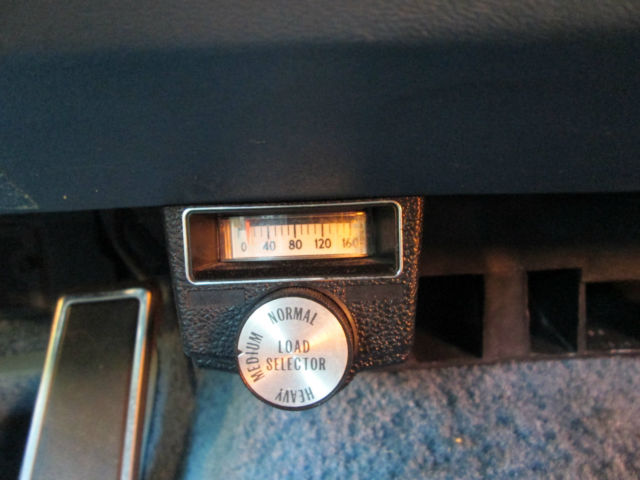 0 40 80 120 160
NORMAL
MEDIUM
LOAD
SELECTOR
HEAVY